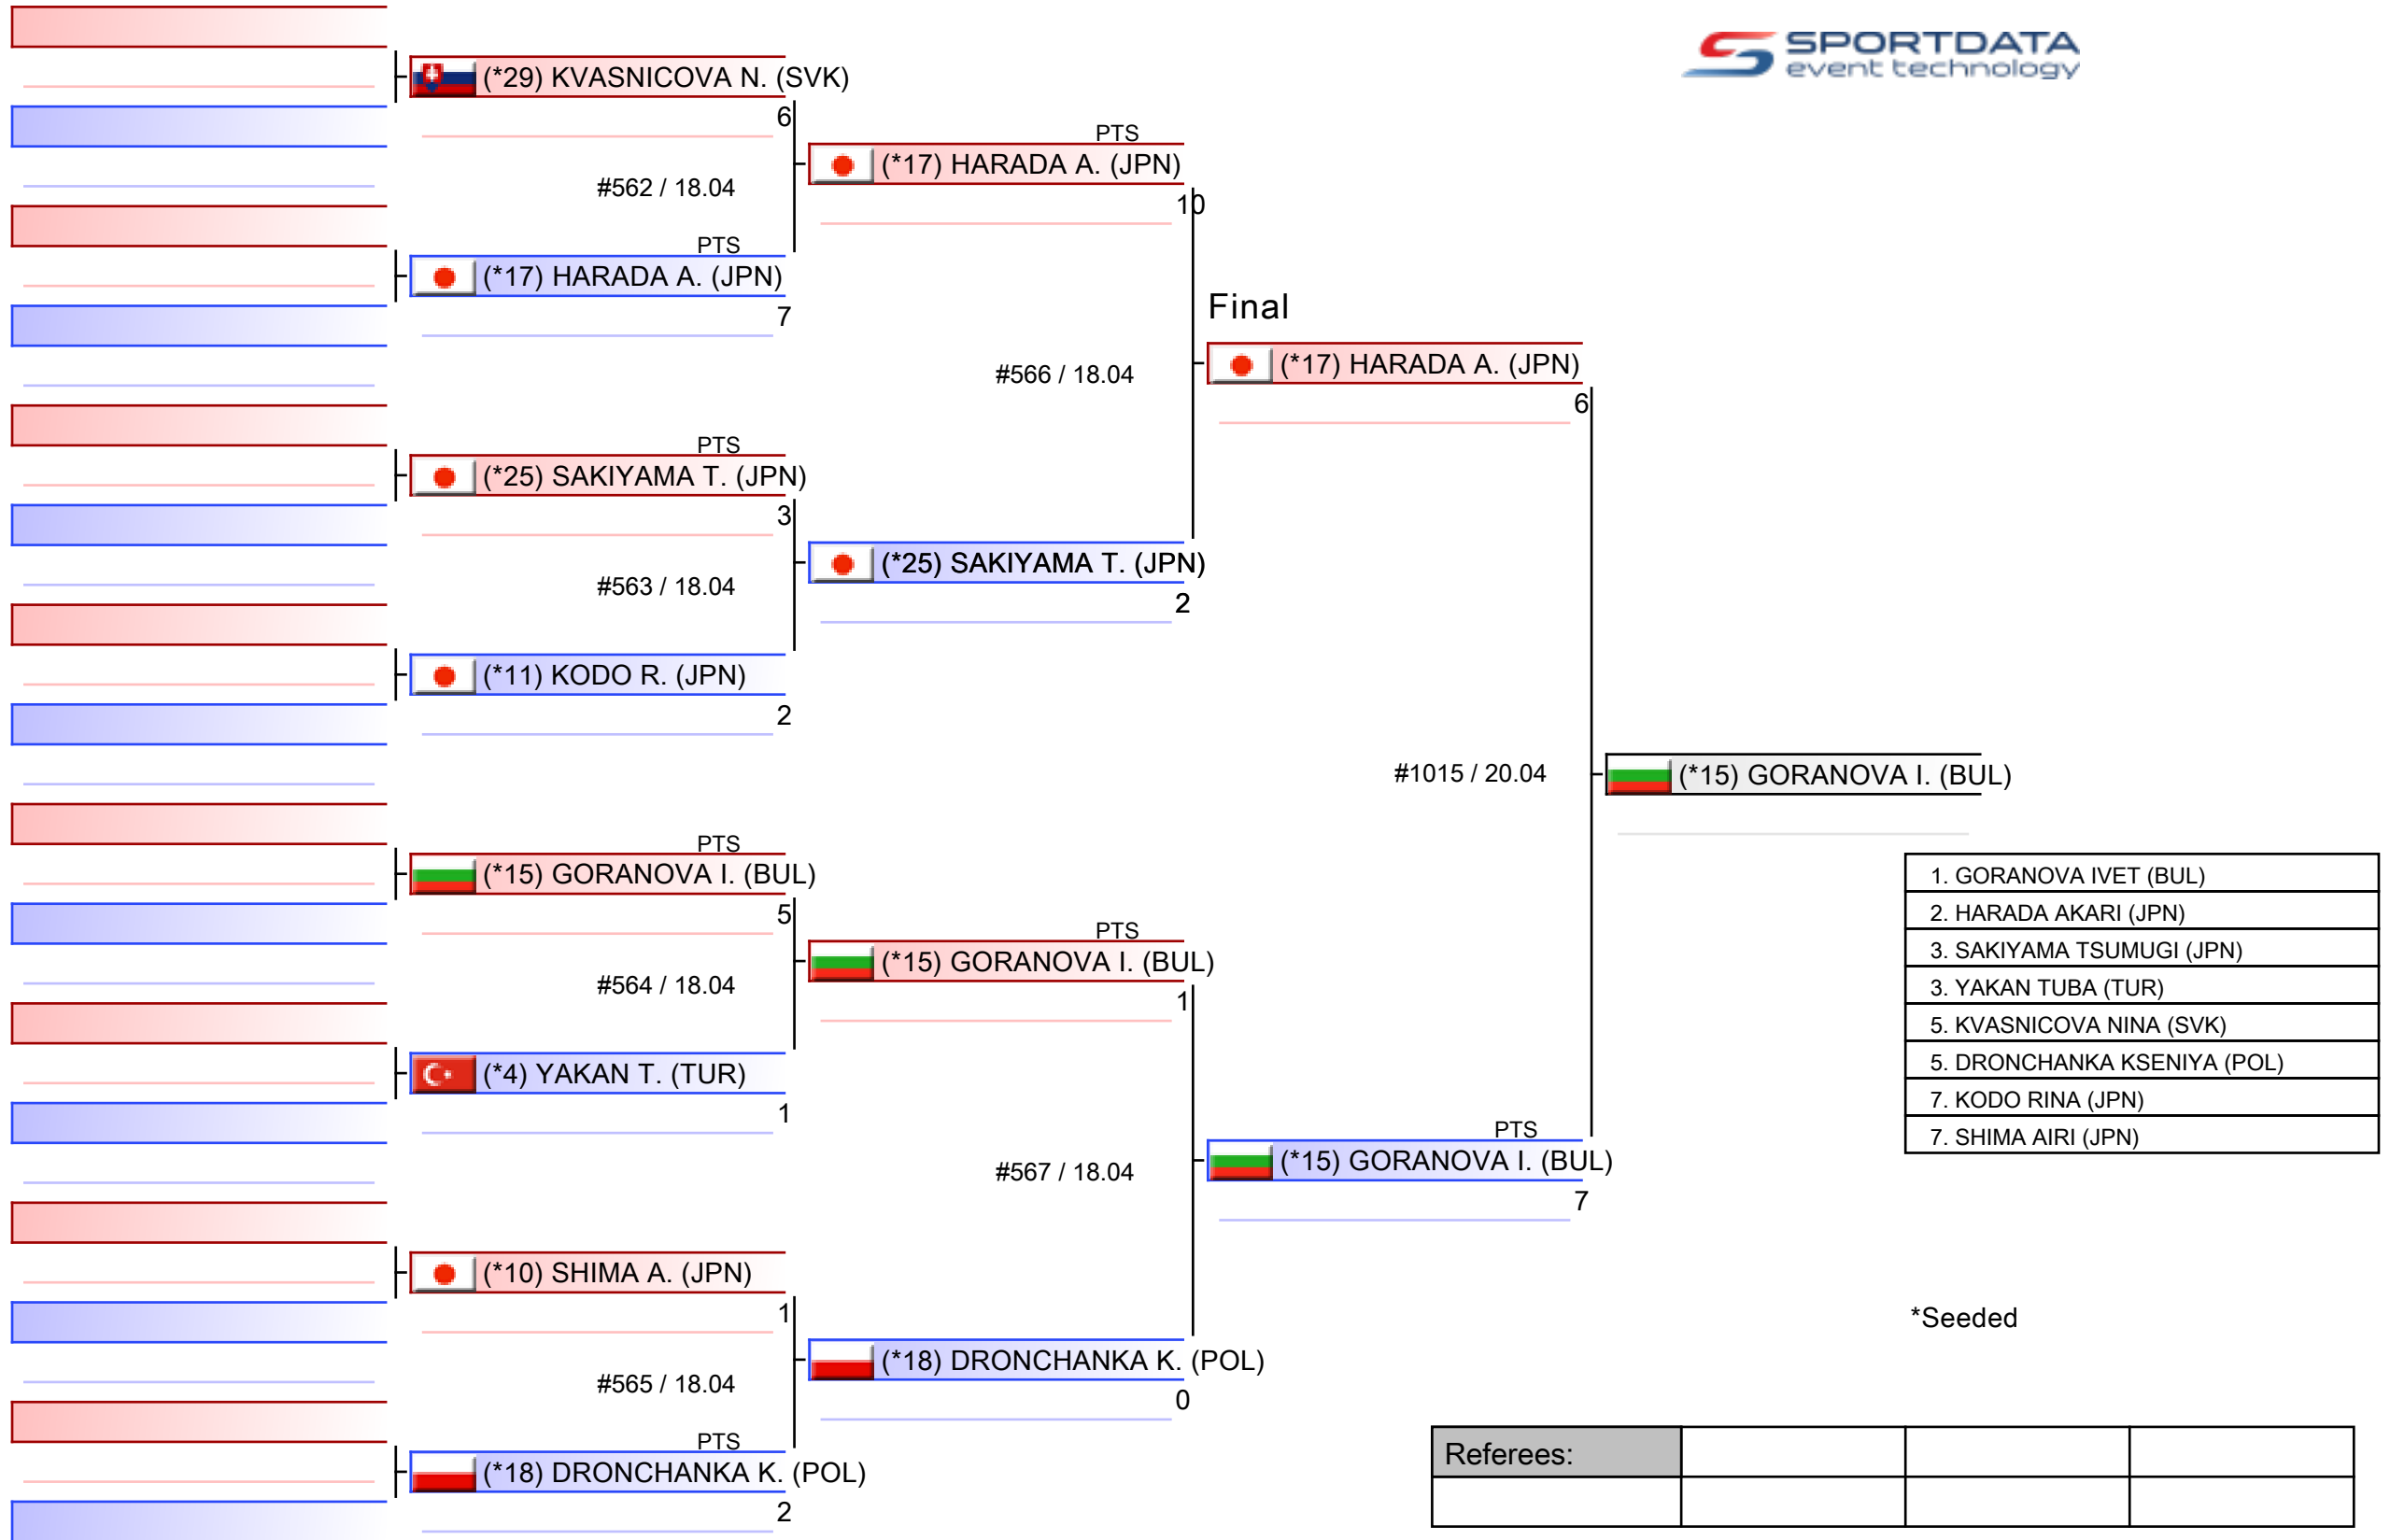 SPORTDATA
event technology
(*29) KVASNICOVA N. (SVK)
6
#562 / 18.04
PTS
(*17) HARADA A. (JPN)
7
PTS
(*25) SAKIYAMA T. (JPN)
3
#563 / 18.04
(*11) KODO R. (JPN)
2
PTS
(*15) GORANOVA I. (BUL)
5
#564 / 18.04
(*4) YAKAN T. (TUR)
1
(*10) SHIMA A. (JPN)
1
#565 / 18.04
PTS
(*18) DRONCHANKA K. (POL)
2
PTS
(*17) HARADA A. (JPN)
10
#566 / 18.04
(*25) SAKIYAMA T. (JPN)
2
PTS
(*15) GORANOVA I. (BUL)
1
#567 / 18.04
(*18) DRONCHANKA K. (POL)
0
Final
(*17) HARADA A. (JPN)
6
#1015 / 20.04
PTS
(*15) GORANOVA I. (BUL)
7
(*15) GORANOVA I. (BUL)
1. GORANOVA IVET (BUL)
2. HARADA AKARI (JPN)
3. SAKIYAMA TSUMUGI (JPN)
3. YAKAN TUBA (TUR)
5. KVASNICOVA NINA (SVK)
5. DRONCHANKA KSENIYA (POL)
7. KODO RINA (JPN)
7. SHIMA AIRI (JPN)
*Seeded
Referees: